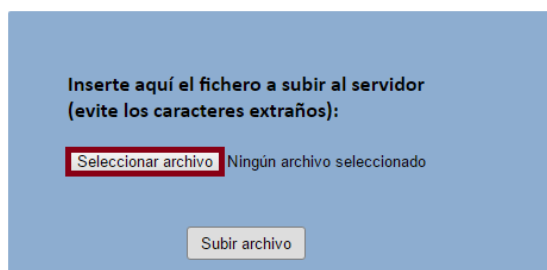 Inserte aquí el fichero a subir al servidor
(evite los caracteres extraños):
Seleccionar archivo Ningún archivo seleccionado
Subir archivo